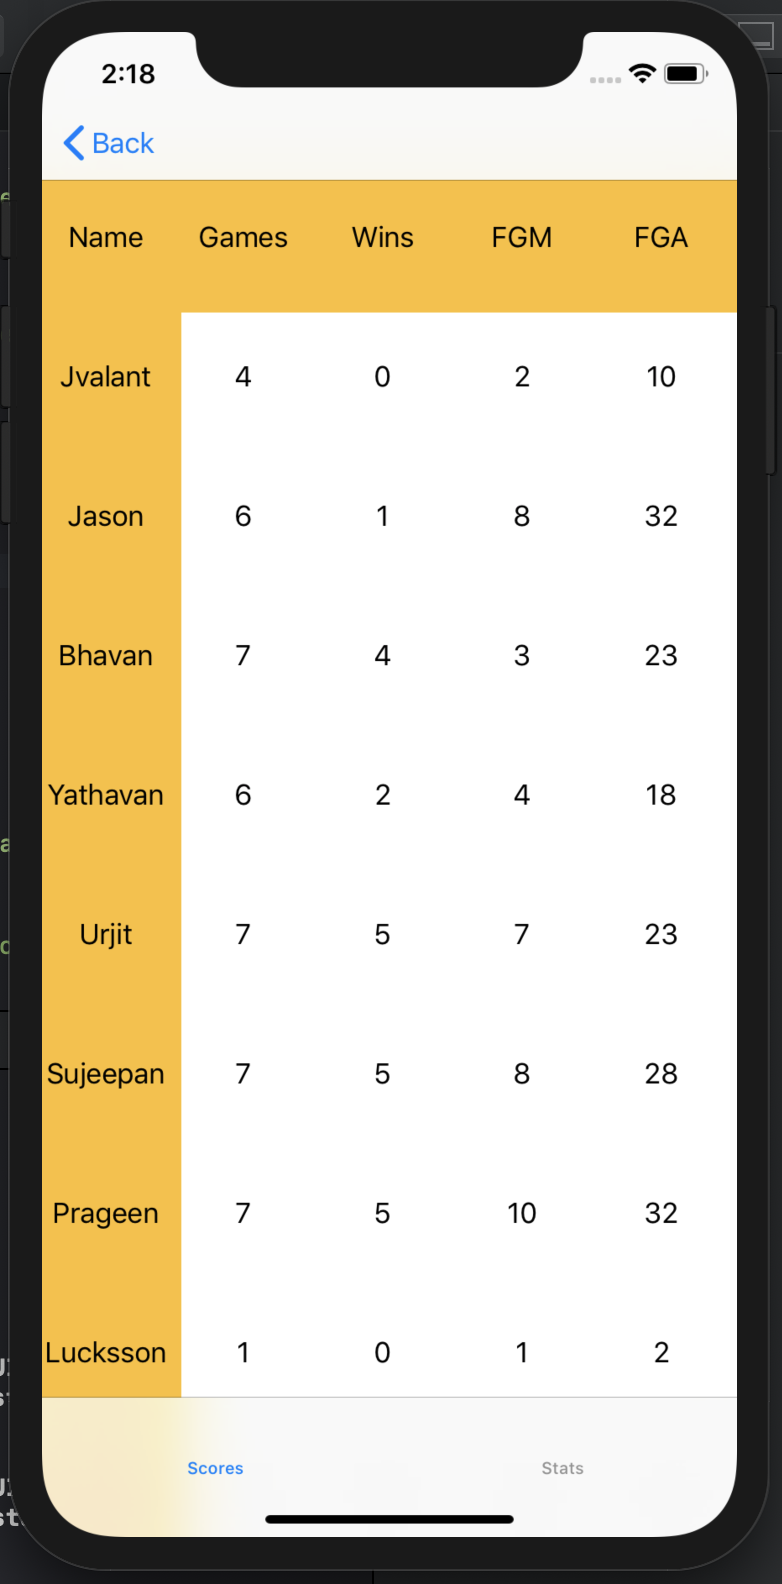 2:18
Back
Name Games Wins FGM FGA
Jvalant 4 0 2 10
Jason 6 1 8 32
Bhavan 7 4 3 23
Yathavan 6 2 4 18
Urjit 7 5 7 23
Sujeepan 7 5 8 28
Prageen 7 5 10 32
Lucksson 1 0 1 2
Scores Stats